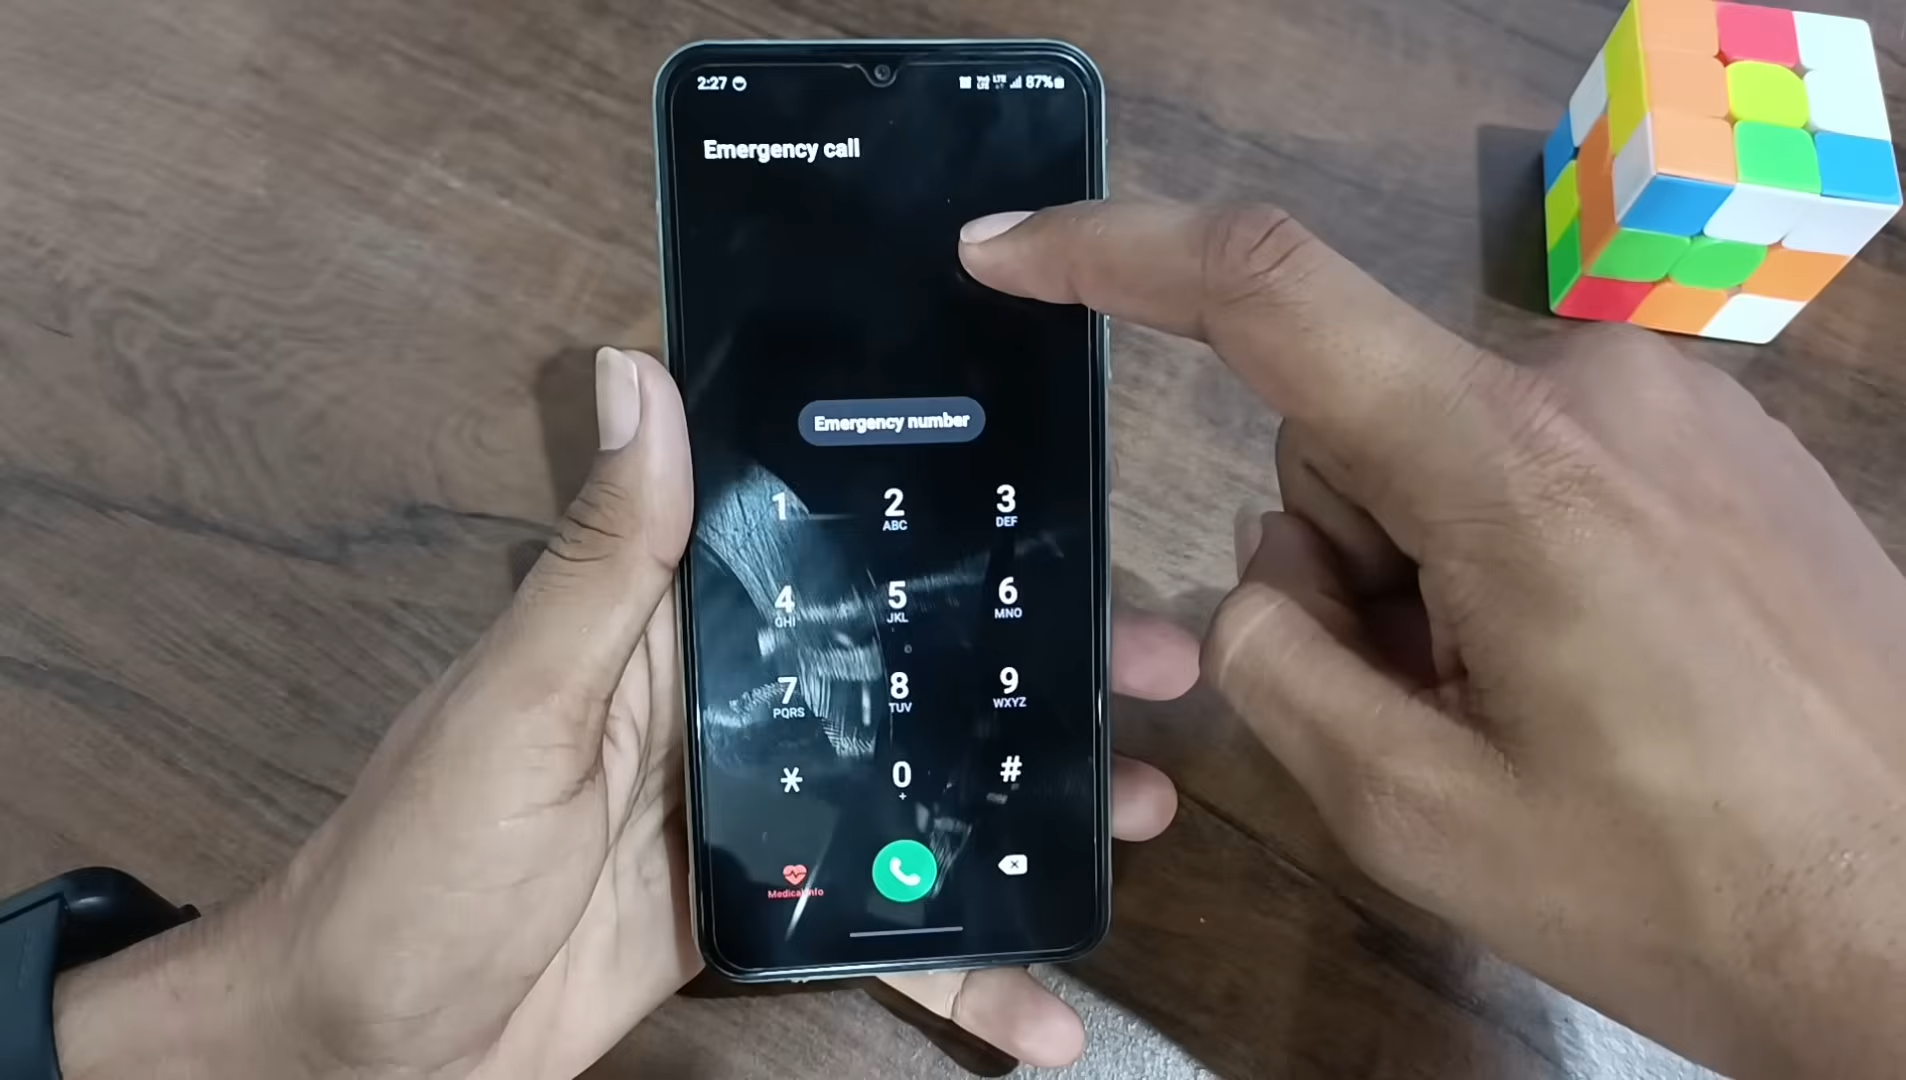 2:27
87%
Emergency call
Emergency number
1
2
3
ABC
DEF
4
5
6
GHI
JKL
MNO
7
8
9
PQRS
TUV
WXYZ
*
0
#
+
Medical info